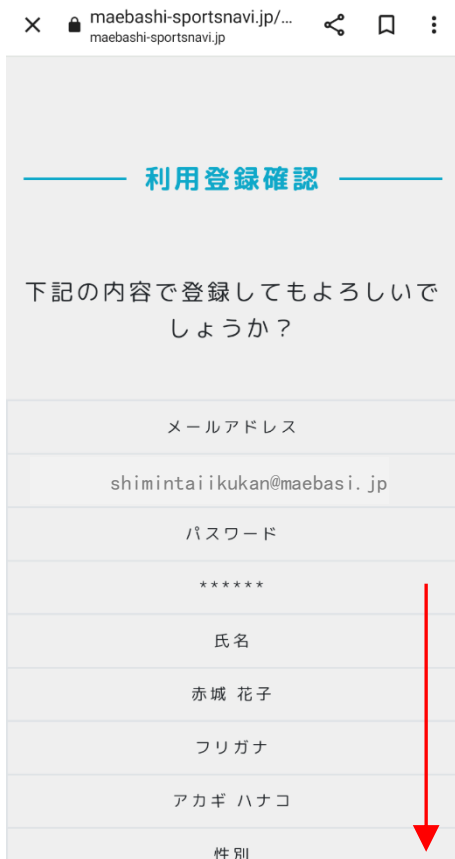 maebashi-sportsnavi.jp/...
maebashi-sportsnavi.jp
利用登録確認
下記の内容で登録してもよろしいで
しょうか？
メールアドレス
shimintaiikukan@maebasi.jp
パスワード
******
氏名
赤城 花子
フリガナ
アカギ ハナコ
性別